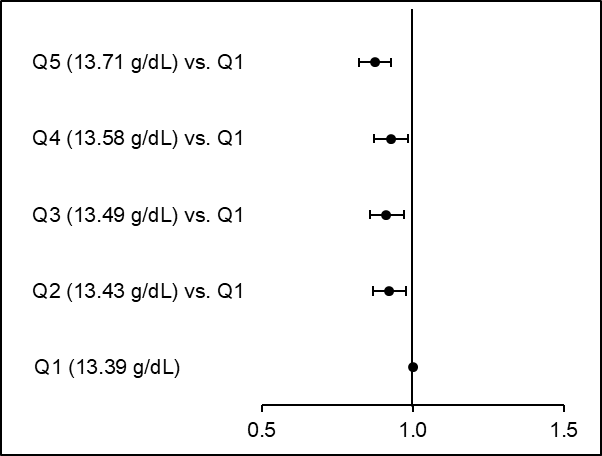 Q5 (13.71 g/dL) vs. Q1
Q4 (13.58 g/dL) vs. Q1
Q3 (13.49 g/dL) vs. Q1
Q2 (13.43 g/dL) vs. Q1
Q1 (13.39 g/dL)
0.5 1.0 1.5